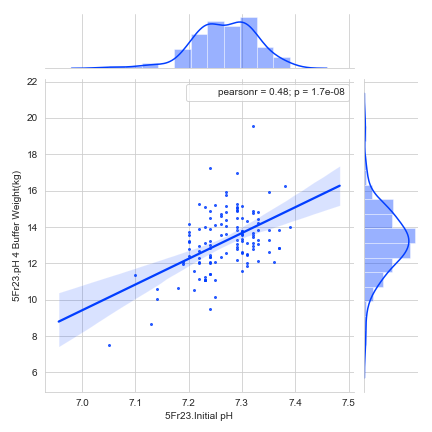 pearsonr = 0.48; p = 1.7e-08
22
20
18
16
14
12
10
8
6
5Fr23.pH 4 Buffer Weight(kg)
7.0 7.1 7.2 7.3 7.4 7.5
5Fr23.Initial pH